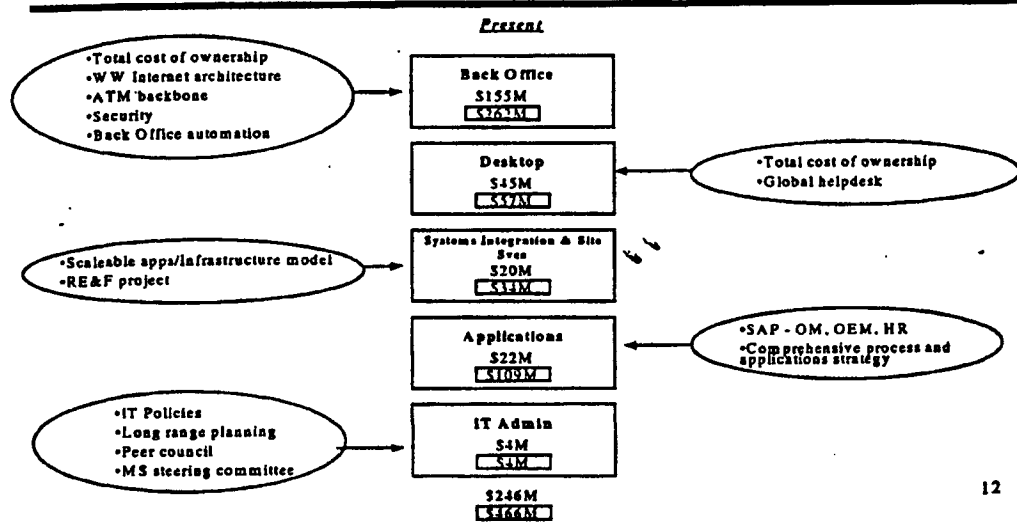 Present
•Total cost of ownership
•WW Internet architecture
•ATM backbone
•Security
•Back Office automation
Back Office
$155M
$262M
Desktop
$45M
$57M
•Total cost of ownership
•Global helpdesk
Systems Integration & Site
Svcs
$20M
$34M
•Scaleable apps/infrastructure model
•RE&F project
Applications
$22M
$109M
•SAP - OM, OEM, HR
•Comprehensive process and
applications strategy
•IT Policies
•Long range planning
•Peer council
•MS steering committee
IT Admin
$4M
$4M
$246M
$466M
12